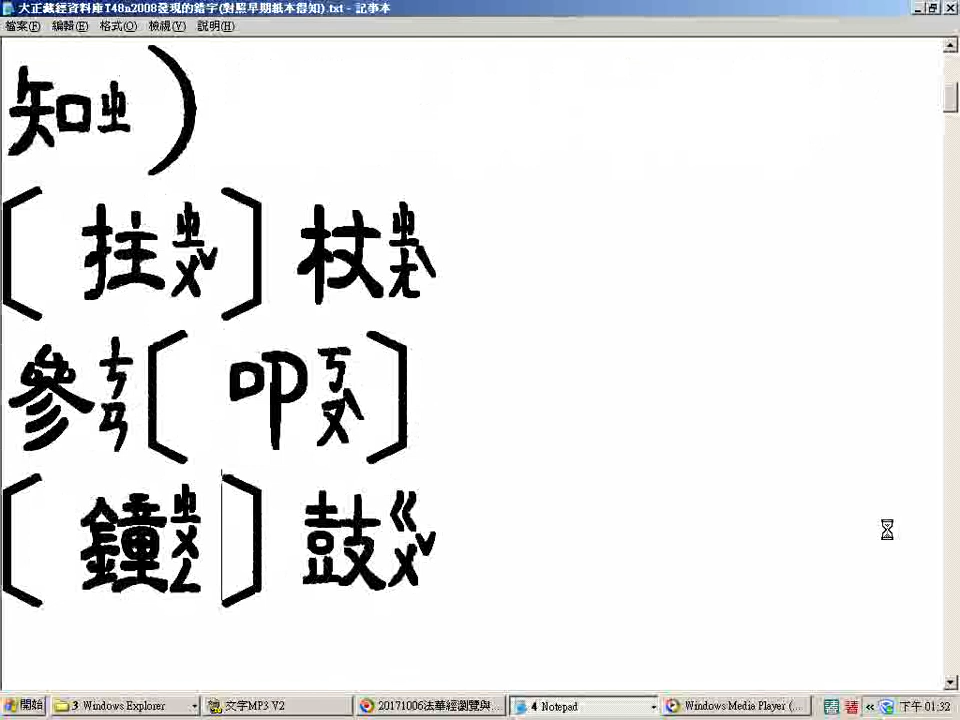 大正藏經資料庫T48n2008發現的錯字(對照早期紙本得知).txt - 記事本
檔案(F) 編輯(E) 格式(O) 檢視(V) 說明(H)
知ㄓ)
〔拄ㄓㄨˇ〕杖ㄓㄤˋ
參ㄘㄢ〔叩ㄎㄡˋ〕
〔鐘ㄓㄨㄥ〕鼓ㄍㄨˇ
開始 3 Windows Explorer 文字MP3 V2 20171006法華經瀏覽與... 4 Notepad Windows Media Player (... 下午 01:32